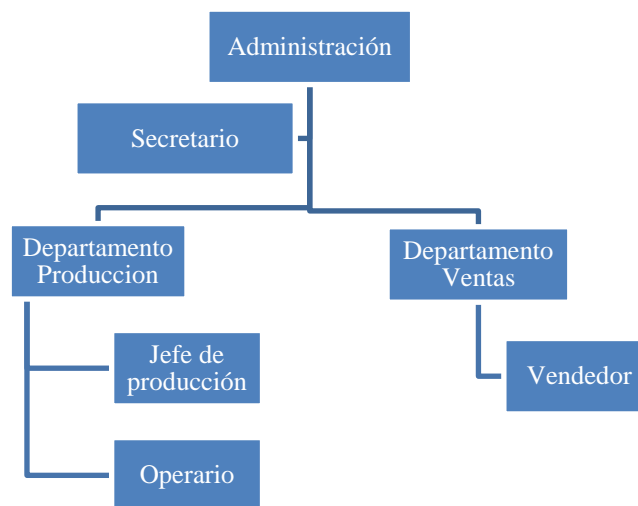 Administración
Secretario
Departamento
Produccion
Departamento
Ventas
Jefe de
producción
Vendedor
Operario